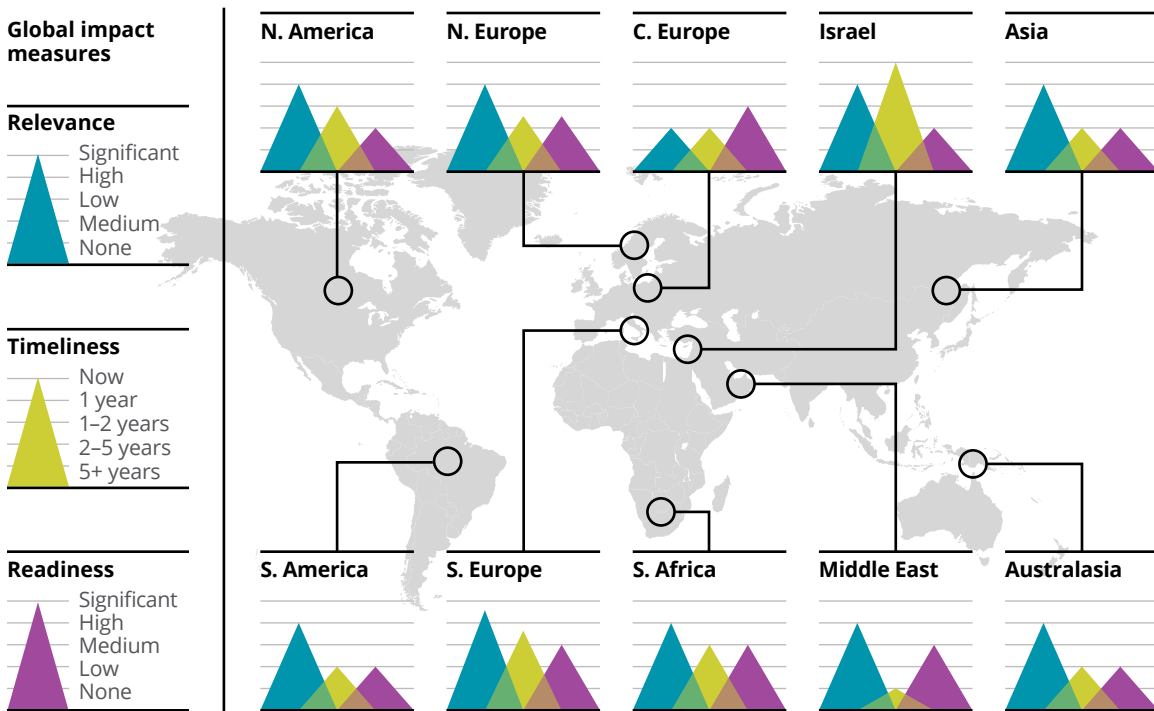 Global impact
measures
Relevance
Significant
High
Low
Medium
None
Timeliness
Now
1 year
1–2 years
2–5 years
5+ years
Readiness
Significant
High
Medium
Low
None
N. America
N. Europe
C. Europe
Israel
Asia
S. America
S. Europe
S. Africa
Middle East
Australasia